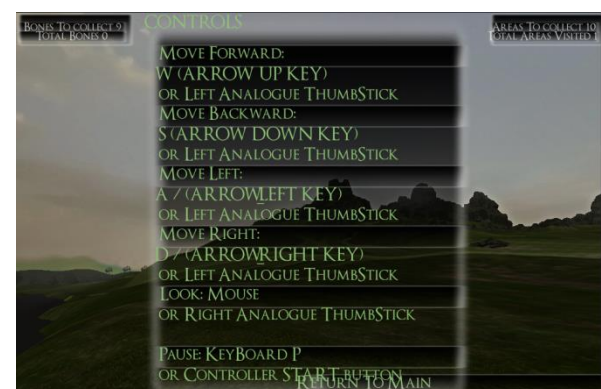 Bones To collect 9
Total Bones 0
CONTROLS
Areas To collect 10
Total Areas Visited 1
Move Forward:
W (ARROW UP KEY)
or Left Analogue ThumbStick
Move Backward:
S (ARROW DOWN KEY)
or Left Analogue ThumbStick
Move Left:
A / (ARROW LEFT KEY)
or Left Analogue ThumbStick
Move Right:
D / (ARROW RIGHT KEY)
or Left Analogue ThumbStick
Look: Mouse
or Right Analogue ThumbStick
Pause: KeyBoard P
or Controller START button
Return To Main